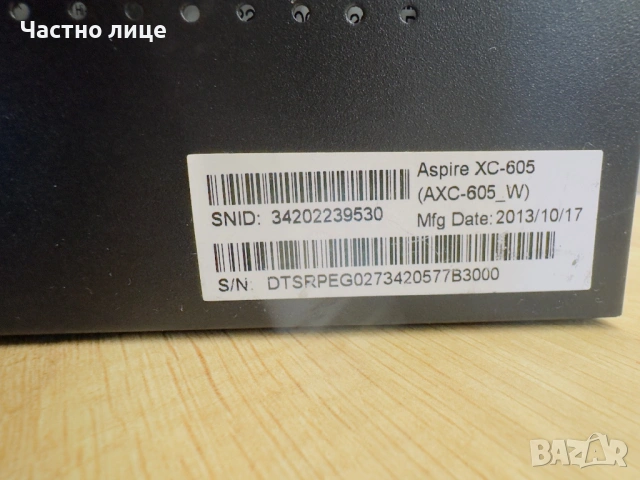 Частно лице
Aspire XC-605
(AXC-605_W)
SNID: 34202239530
Mfg Date: 2013/10/17
S/N: DTSRPEG0273420577B3000
BAZAR